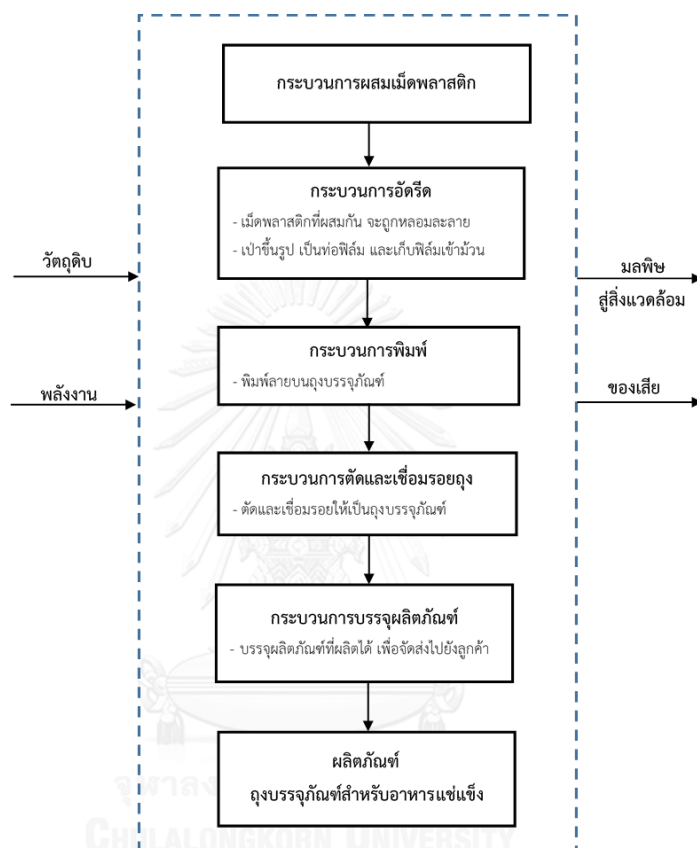 กระบวนการผสมเม็ดพลาสติก
กระบวนการอัดรีด
- เม็ดพลาสติกที่ผสมกัน จะถูกหลอมละลาย
- เป่าขึ้นรูป เป็นท่อฟิล์ม และเก็บฟิล์มเข้าม้วน
วัตถุดิบ
มลพิษ
สู่สิ่งแวดล้อม
กระบวนการพิมพ์
- พิมพ์ลายบนถุงบรรจุภัณฑ์
พลังงาน
ของเสีย
กระบวนการตัดและเชื่อมรอยถุง
- ตัดและเชื่อมรอยให้เป็นถุงบรรจุภัณฑ์
กระบวนการบรรจุผลิตภัณฑ์
- บรรจุผลิตภัณฑ์ที่ผลิตได้ เพื่อจัดส่งไปยังลูกค้า
ผลิตภัณฑ์
ถุงบรรจุภัณฑ์สำหรับอาหารแช่แข็ง
CHULALONGKORN UNIVERSITY